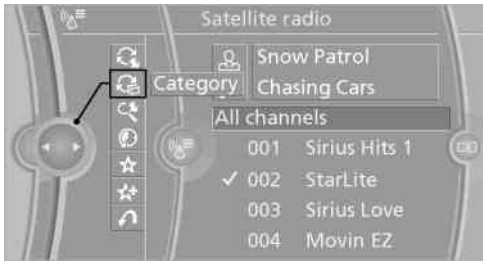 Satellite radio
Snow Patrol
Category
Chasing Cars
All channels
001 Sirius Hits 1
✓ 002 StarLite
003 Sirius Love
004 Movin EZ